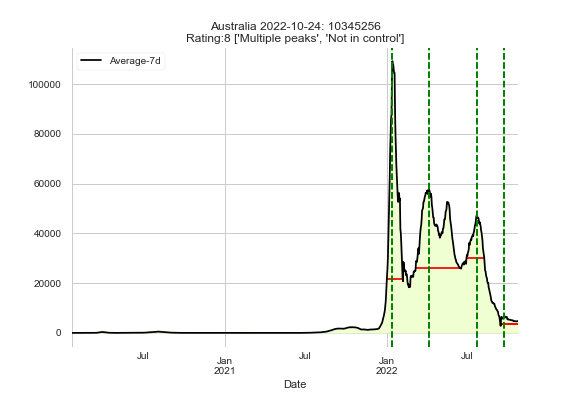 Australia 2022-10-24: 10345256
Rating:8 ['Multiple peaks', 'Not in control']
Average-7d
100000
80000
60000
40000
20000
0
Jul
Jan
2021
Jul
Jan
2022
Jul
Date